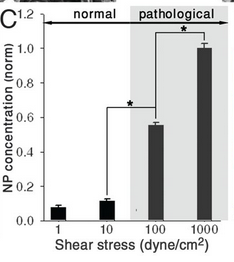 C
normal pathological
NP concentration (norm)
1.2
1.0
0.8
0.6
0.4
0.2
0.0
*
*
1 10 100 1000
Shear stress (dyne/cm²)